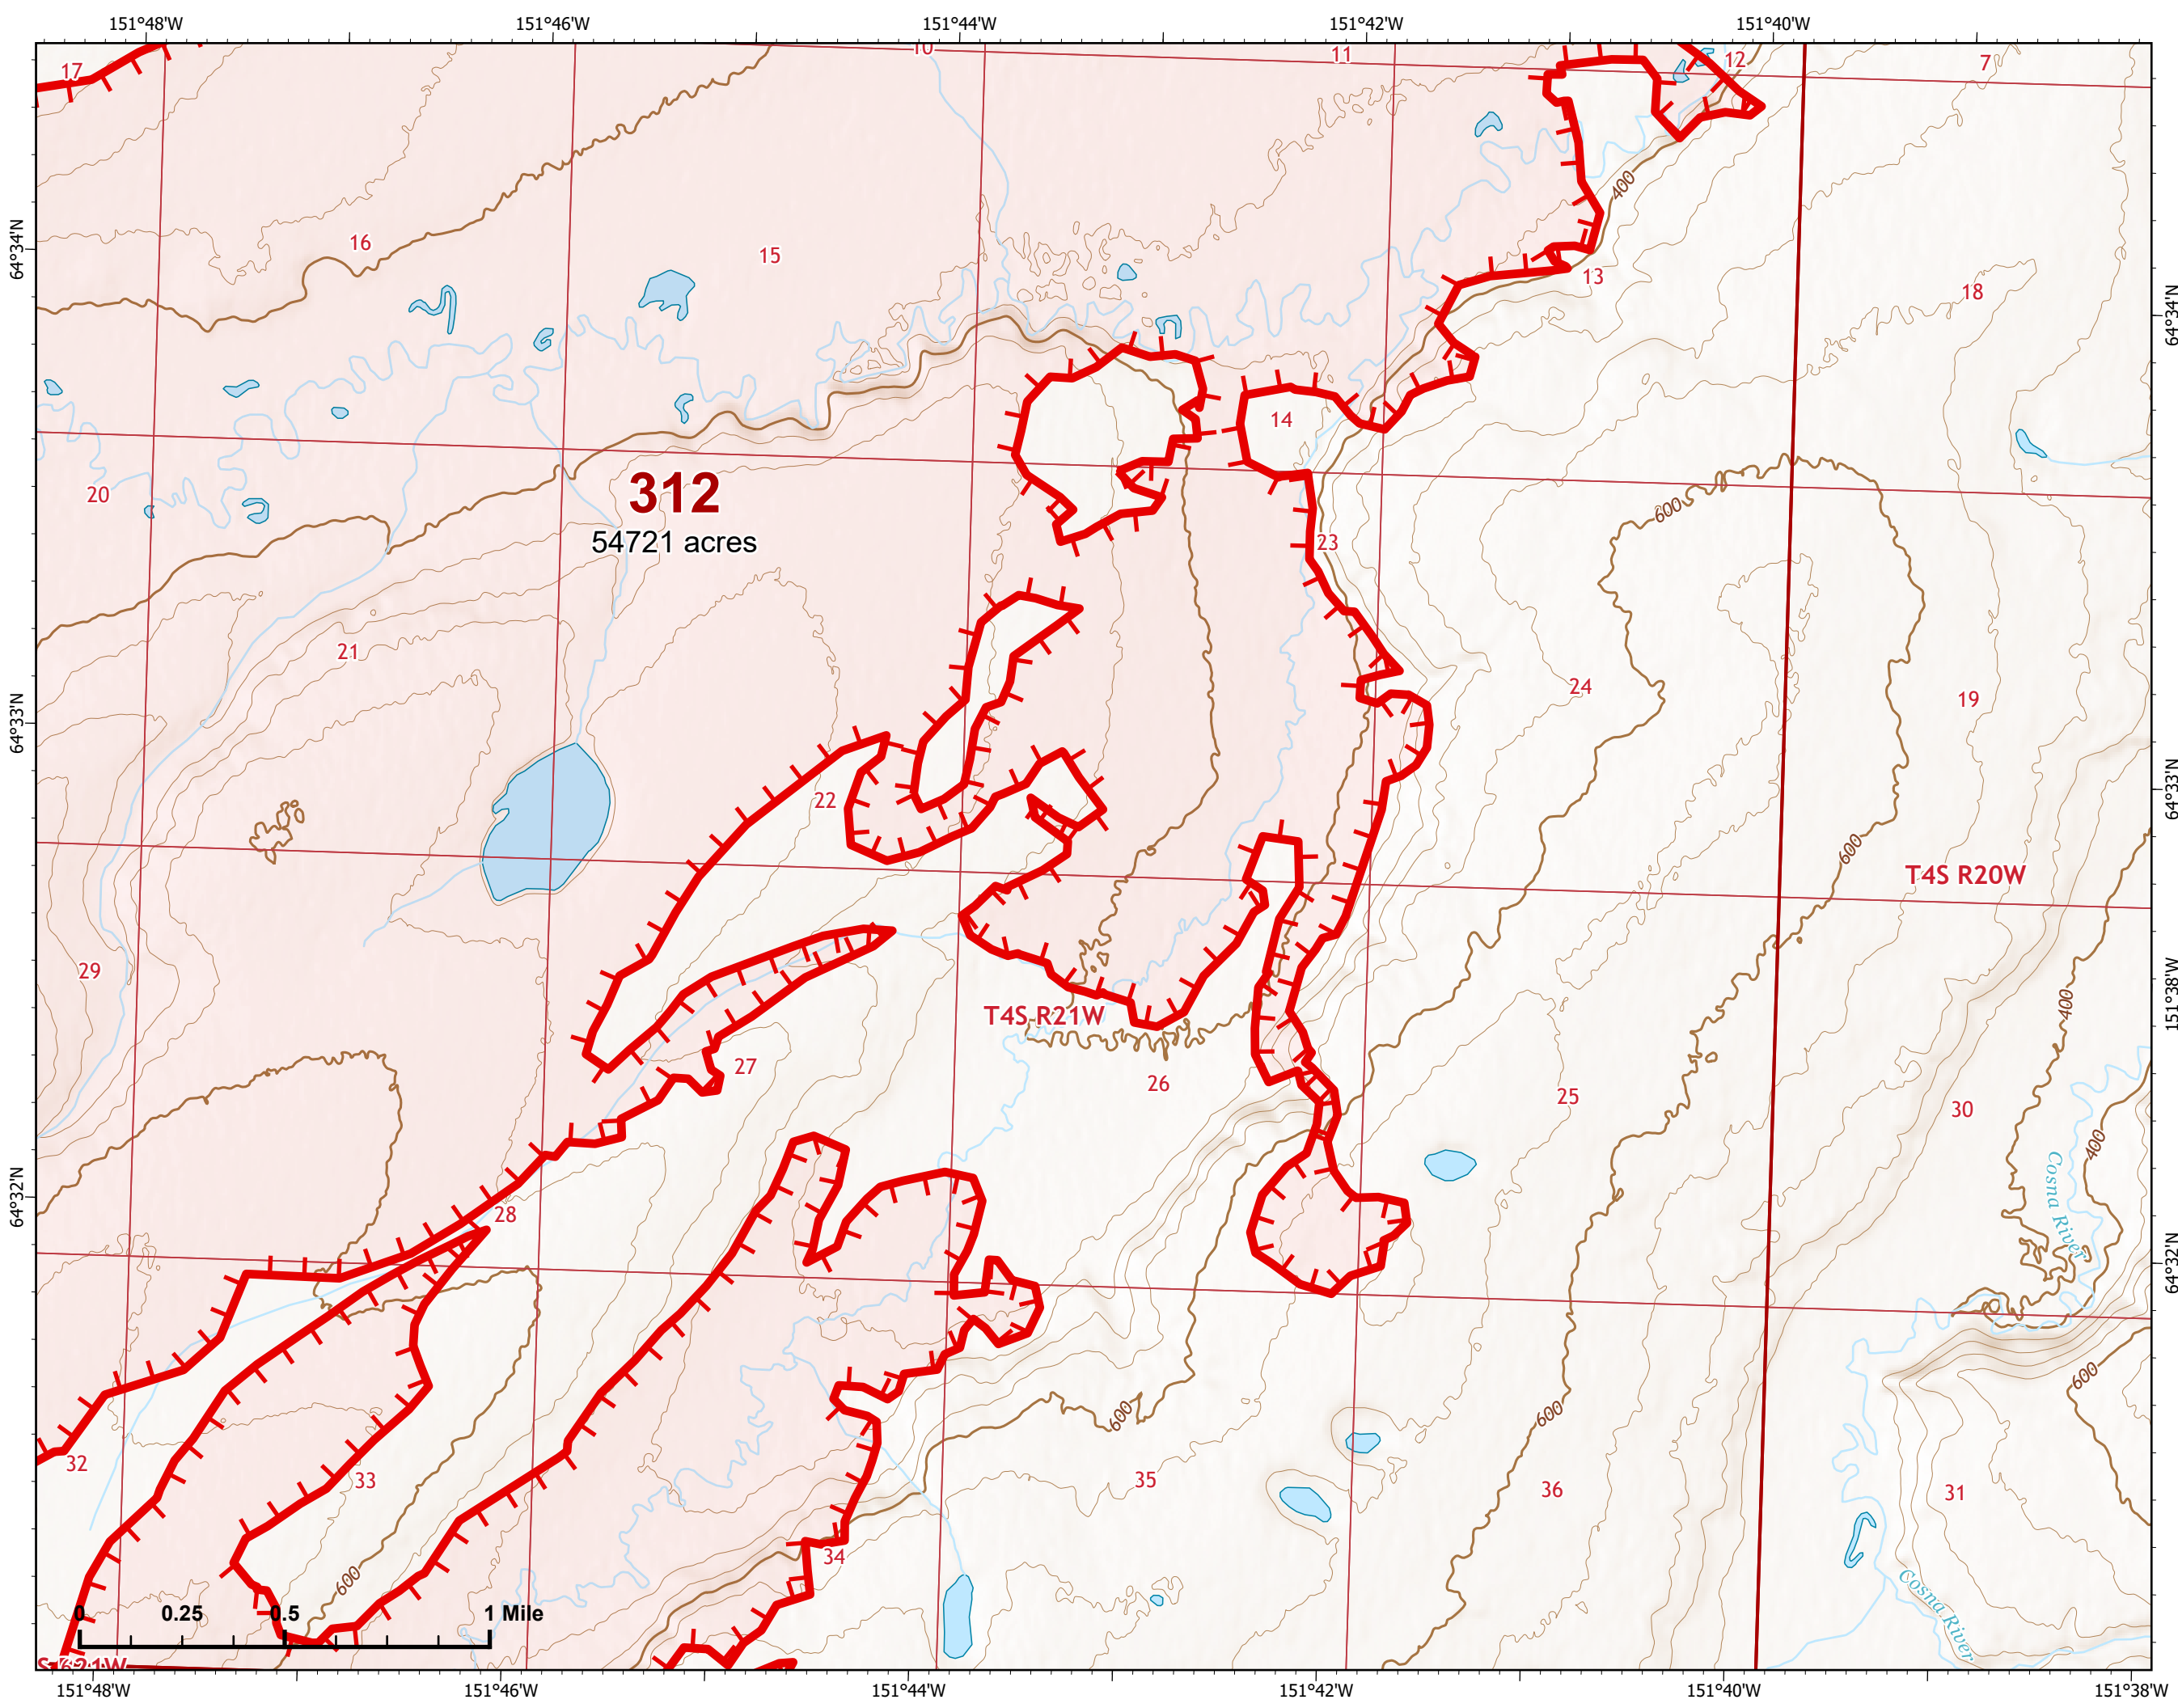 151°48'W 151°46'W 151°44'W 151°42'W 151°40'W
17 10 11 12 7
400
16 15 13 18
64°34'N 64°34'N
14
20 312 600
54721 acres 23
21 24 19
64°33'N 22 64°33'N
600
T4S R20W
29 400 151°38'W
T4S R21W
27 26 25 30
400
Cosna River
64°32'N 28 64°32'N
600
600 600
32 33 35 36 31
34
600
Cosna River
0 0.25 0.5 1 Mile
151°48'W 151°46'W 151°44'W 151°42'W 151°40'W 151°38'W